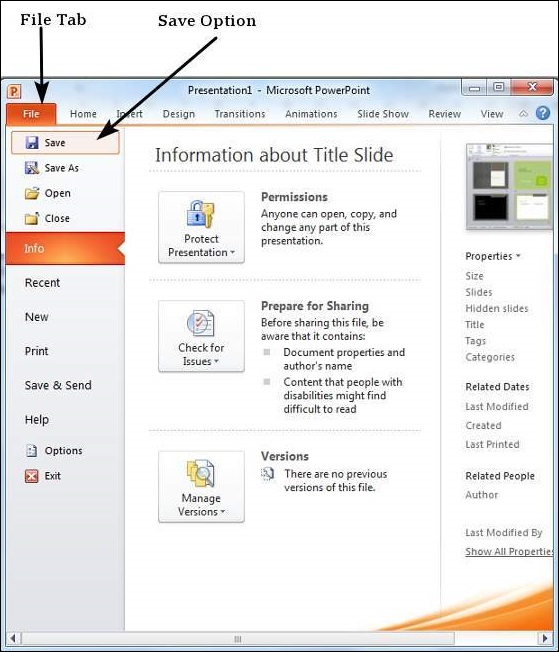 File Tab
Save Option
Presentation1 - Microsoft PowerPoint
File Home Insert Design Transitions Animations Slide Show Review View
Save
Save As
Open
Close
Info
Recent
New
Print
Save & Send
Help
Options
Exit
Information about Title Slide
Protect
Presentation
Permissions
Anyone can open, copy, and
change any part of this
presentation.
Check for
Issues
Prepare for Sharing
Before sharing this file, be
aware that it contains:
Document properties and
author's name
Content that people with
disabilities might find
difficult to read
Manage
Versions
Versions
There are no previous
versions of this file.
Properties
Size
Slides
Hidden slides
Title
Tags
Categories
Related Dates
Last Modified
Created
Last Printed
Related People
Author
Last Modified By
Show All Properties